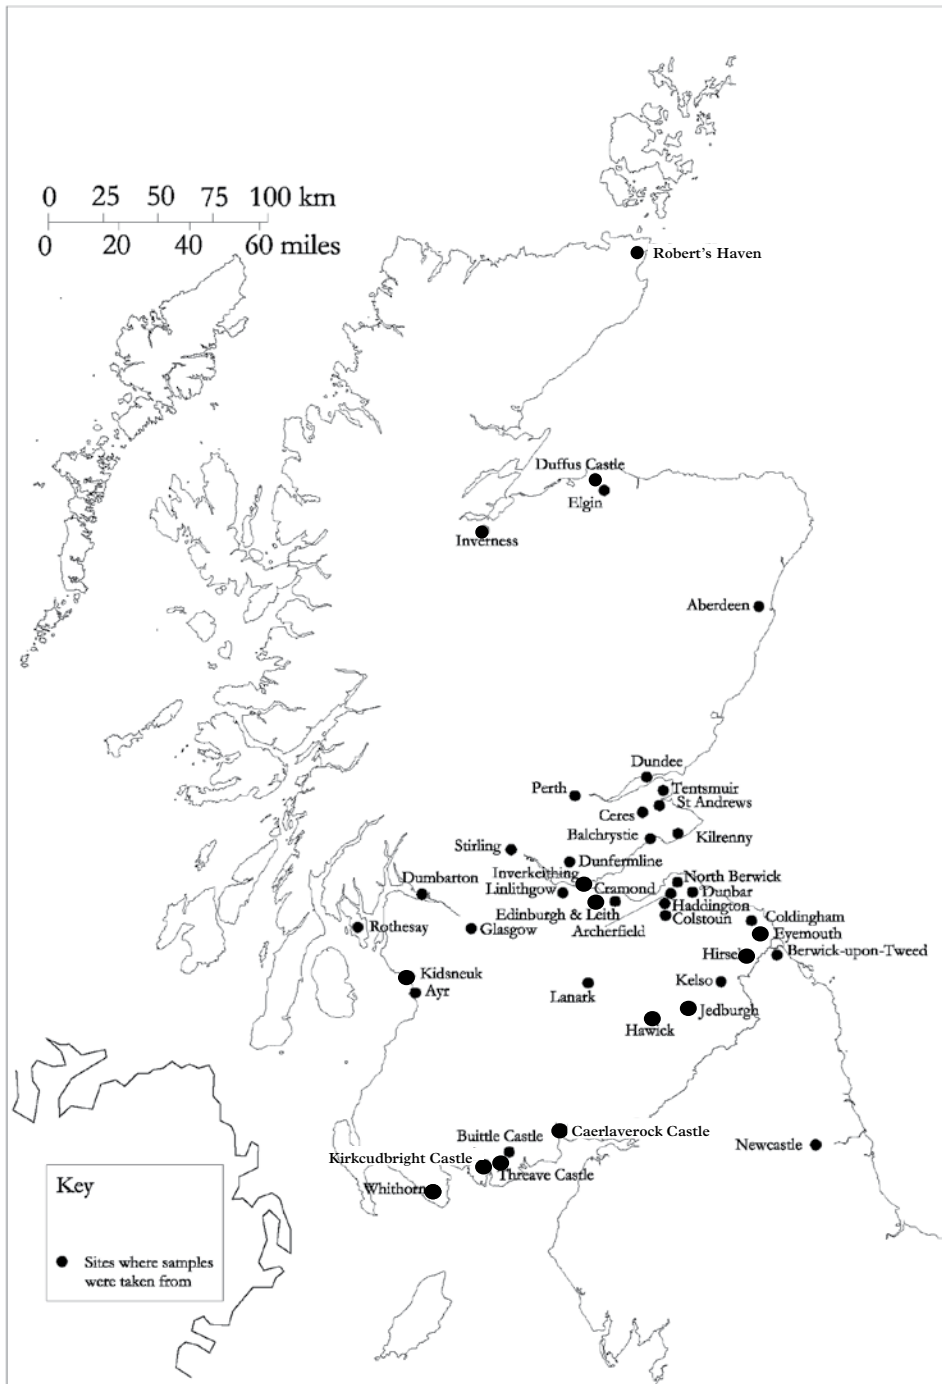 0 25 50 75 100 km
0 20 40 60 miles
Robert's Haven
Duffus Castle
Elgin
Inverness
Aberdeen
Dundee
Perth
Tentsmuir
St Andrews
Ceres
Balchrystie
Kilrenny
Stirling
Dunfermline
Inverkeithing
North Berwick
Dumbarton
Linlithgow
Cramond
Dunbar
Haddington
Edinburgh & Leith
Colstoun
Coldingham
Rothesay
Glasgow
Archerfield
Eyemouth
Hirsel
Berwick-upon-Tweed
Kidsneuk
Kelso
Ayr
Lanark
Jedburgh
Hawick
Caerlaverock Castle
Buittle Castle
Newcastle
Kirkcudbright Castle
Threave Castle
Whithorn
Key
Sites where samples
were taken from